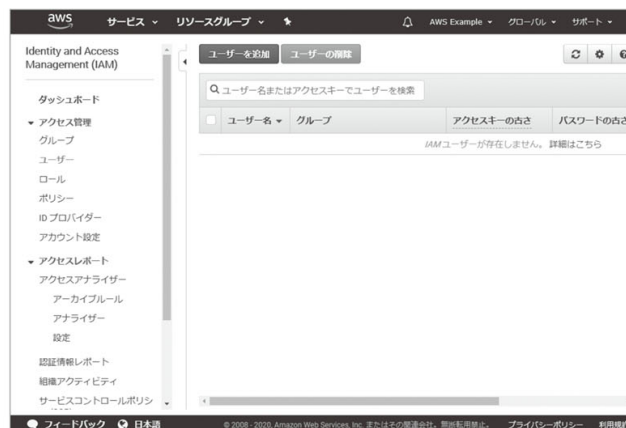 aws サービス リソースグループ AWS Example グローバル サポート
Identity and Access
Management (IAM)
ダッシュボード
アクセス管理
グループ
ユーザー
ロール
ポリシー
ID プロバイダー
アカウント設定
アクセスレポート
アクセスアナライザー
アーカイブルール
アナライザー
設定
認証情報レポート
組織アクティビティ
サービスコントロールポリシ
ユーザーを追加 ユーザーの削除
ユーザー名またはアクセスキーでユーザーを検索
ユーザー名 グループ アクセスキーの古さ パスワードの古さ
IAM ユーザーが存在しません。 詳細はこちら
フィードバック 日本語 © 2008 - 2020, Amazon Web Services, Inc. またはその関連会社。無断転用禁止。 プライバシーポリシー 利用規約